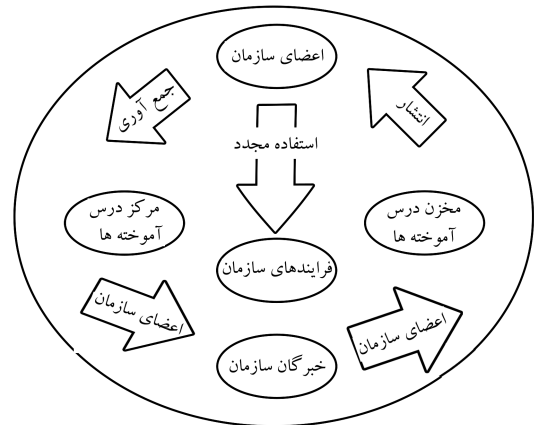 اعضای سازمان
جمع آوری
انتشار
استفاده مجدد
مرکز درس
آموخته ها
مخزن درس
آموخته ها
فرایندهای سازمان
اعضای سازمان
اعضای سازمان
خبرگان سازمان